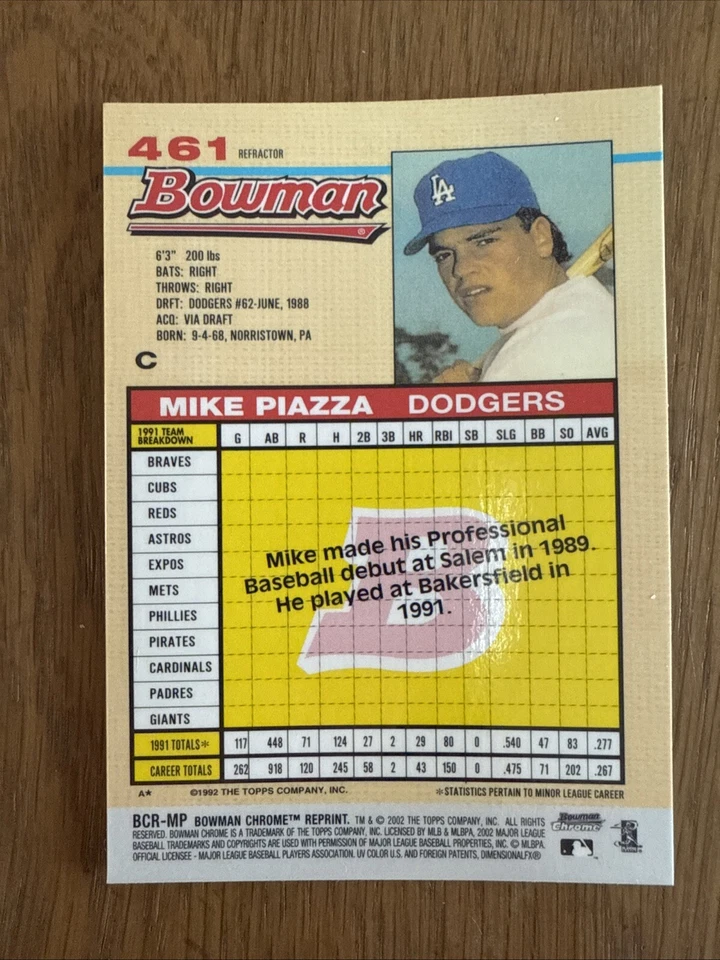 461 REFRACTOR
Bowman®
LA
6'3" 200 lbs
BATS: RIGHT
THROWS: RIGHT
DRFT: DODGERS #62-JUNE, 1988
ACQ: VIA DRAFT
BORN: 9-4-68, NORRISTOWN, PA
C
MIKE PIAZZA DODGERS
1991 TEAM BREAKDOWN G AB R H 2B 3B HR RBI SB SLG BB SO AVG
BRAVES
CUBS
REDS
ASTROS
EXPOS
METS
PHILLIES
PIRATES
CARDINALS
PADRES
GIANTS
B
Mike made his Professional
Baseball debut at Salem in 1989.
He played at Bakersfield in
1991.
1991 TOTALS* 117 448 71 124 27 2 29 80 0 .540 47 83 .277
CAREER TOTALS 262 918 120 245 58 2 43 150 0 .475 71 202 .267
A* ©1992 THE TOPPS COMPANY, INC. *STATISTICS PERTAIN TO MINOR LEAGUE CAREER
BCR-MP BOWMAN CHROME™ REPRINT. TM & © 2002 THE TOPPS COMPANY, INC. ALL RIGHTS
RESERVED. BOWMAN CHROME IS A TRADEMARK OF THE TOPPS COMPANY, INC. LICENSED BY MLB & MLBPA, 2002 MAJOR LEAGUE
BASEBALL TRADEMARKS AND COPYRIGHTS ARE USED WITH PERMISSION OF MAJOR LEAGUE BASEBALL PROPERTIES, INC. © MLBPA.
OFFICIAL LICENSEE - MAJOR LEAGUE BASEBALL PLAYERS ASSOCIATION. UV COLOR U.S. AND FOREIGN PATENTS, DIMENSIONALFX®
Bowman
Chrome